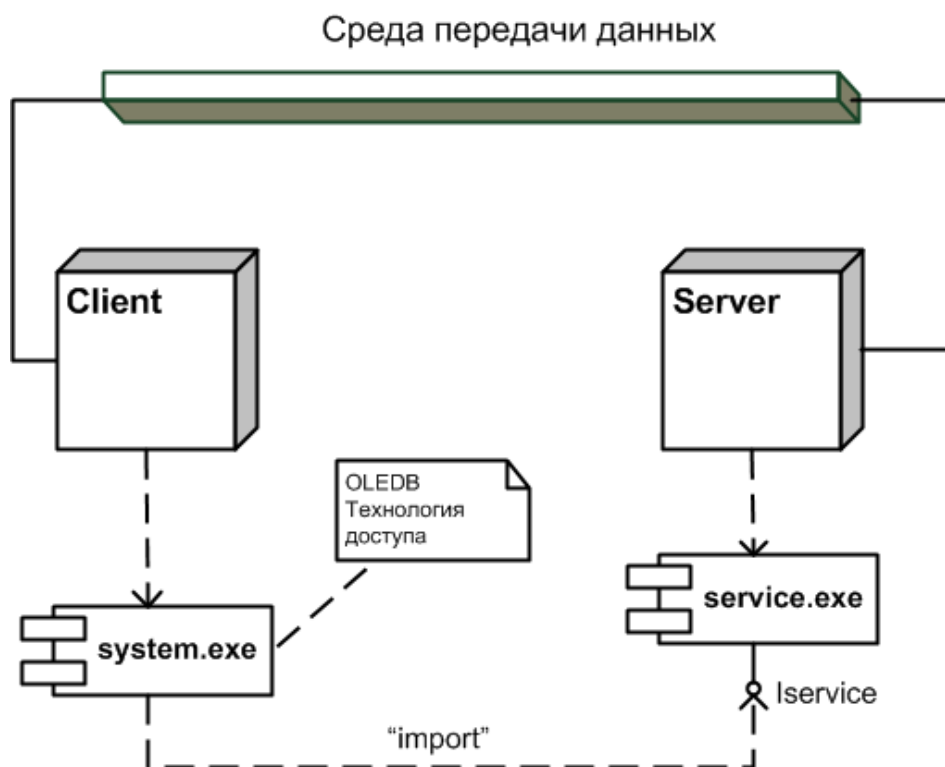 Среда передачи данных
Client
Server
OLEDB
Технология
доступа
service.exe
system.exe
Iservice
“import”